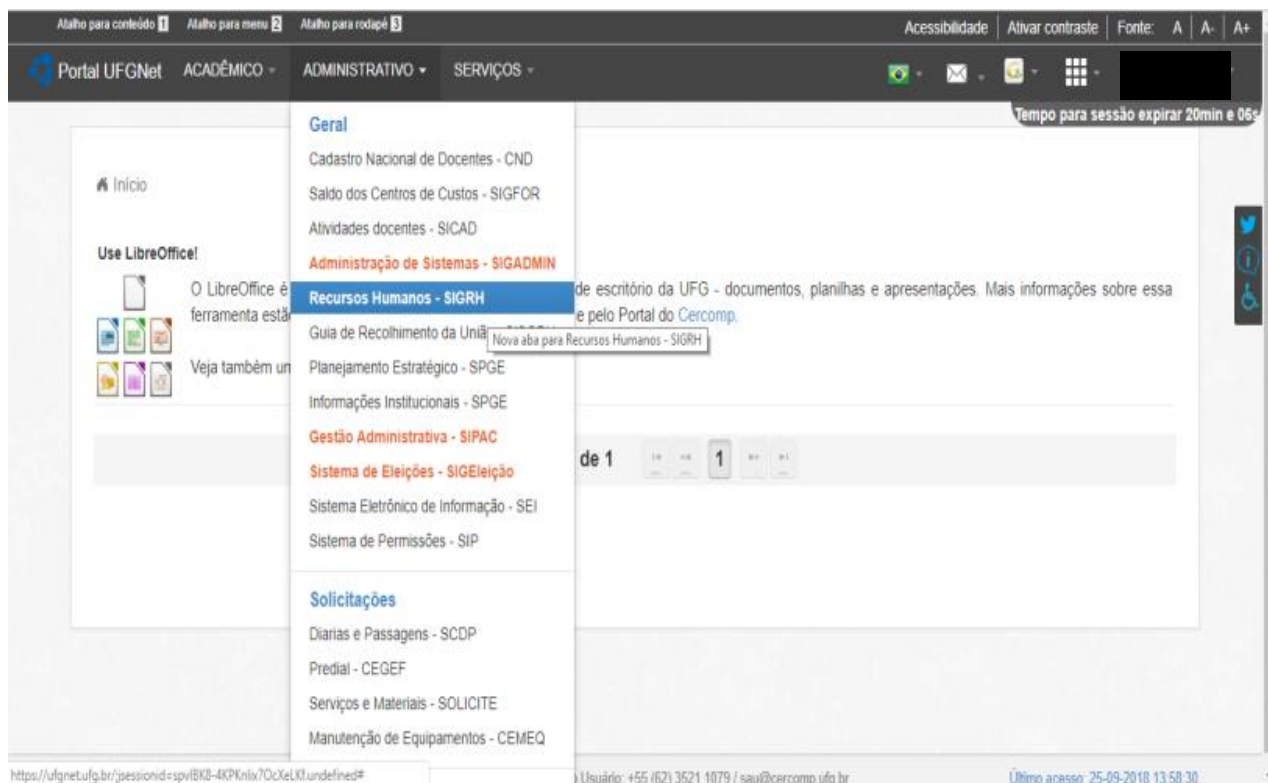 Atalho para conteúdo 1 Atalho para menu 2 Atalho para rodapé 3 Acessibilidade Ativar contraste Fonte: A A- A+
Portal UFGNet ACADÊMICO ADMINISTRATIVO SERVIÇOS
Tempo para sessão expirar 20min e 06s
Início
Use LibreOffice!
O LibreOffice é
de escritório da UFG - documentos, planilhas e apresentações. Mais informações sobre essa
ferramenta está
e pelo Portal do Cercomp.
Veja também um
de 1 1
Geral
Cadastro Nacional de Docentes - CND
Saldo dos Centros de Custos - SIGFOR
Atividades docentes - SICAD
Administração de Sistemas - SIGADMIN
Recursos Humanos - SIGRH
Guia de Recolhimento da União
Nova aba para Recursos Humanos - SIGRH
Planejamento Estratégico - SPGE
Informações Institucionais - SPGE
Gestão Administrativa - SIPAC
Sistema de Eleições - SIGEleição
Sistema Eletrônico de Informação - SEI
Sistema de Permissões - SIP
Solicitações
Diarias e Passagens - SCDP
Predial - CEGEF
Serviços e Materiais - SOLICITE
Manutenção de Equipamentos - CEMEQ
Usuário: +55 (62) 3521 1079 / sau@cercomp.ufg.br Último acesso: 25-09-2018 13:58:30